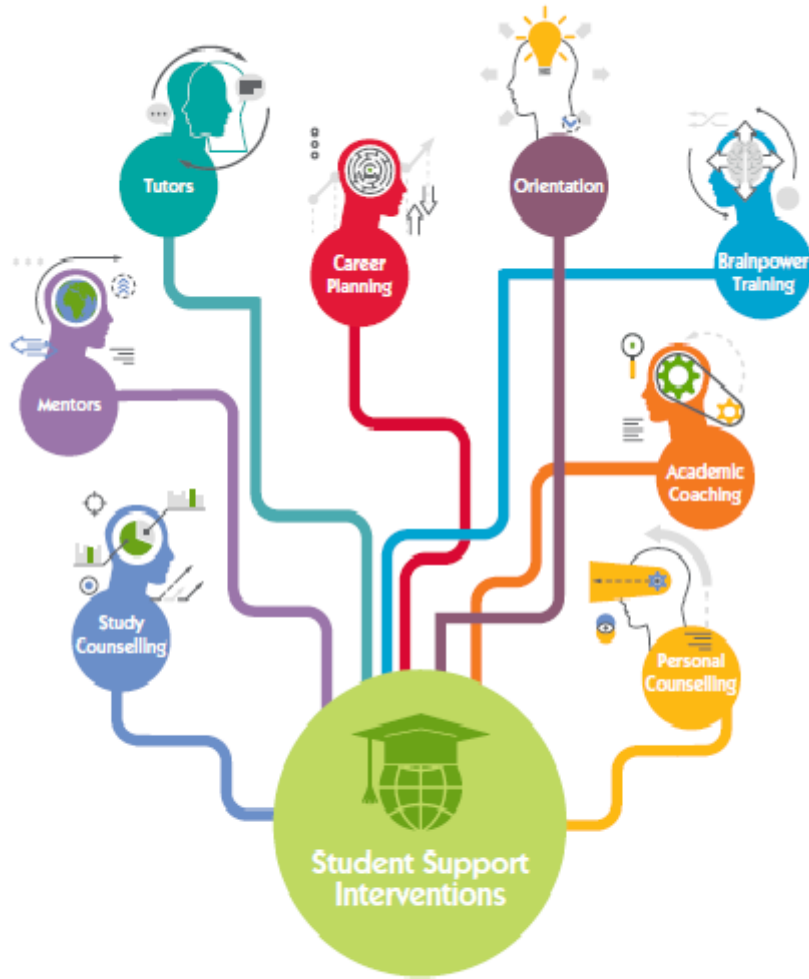 Tutors
Orientation
Career
Planning
Brainpower
Training
Mentors
Academic
Coaching
Study
Counselling
Personal
Counselling
Student Support
Interventions